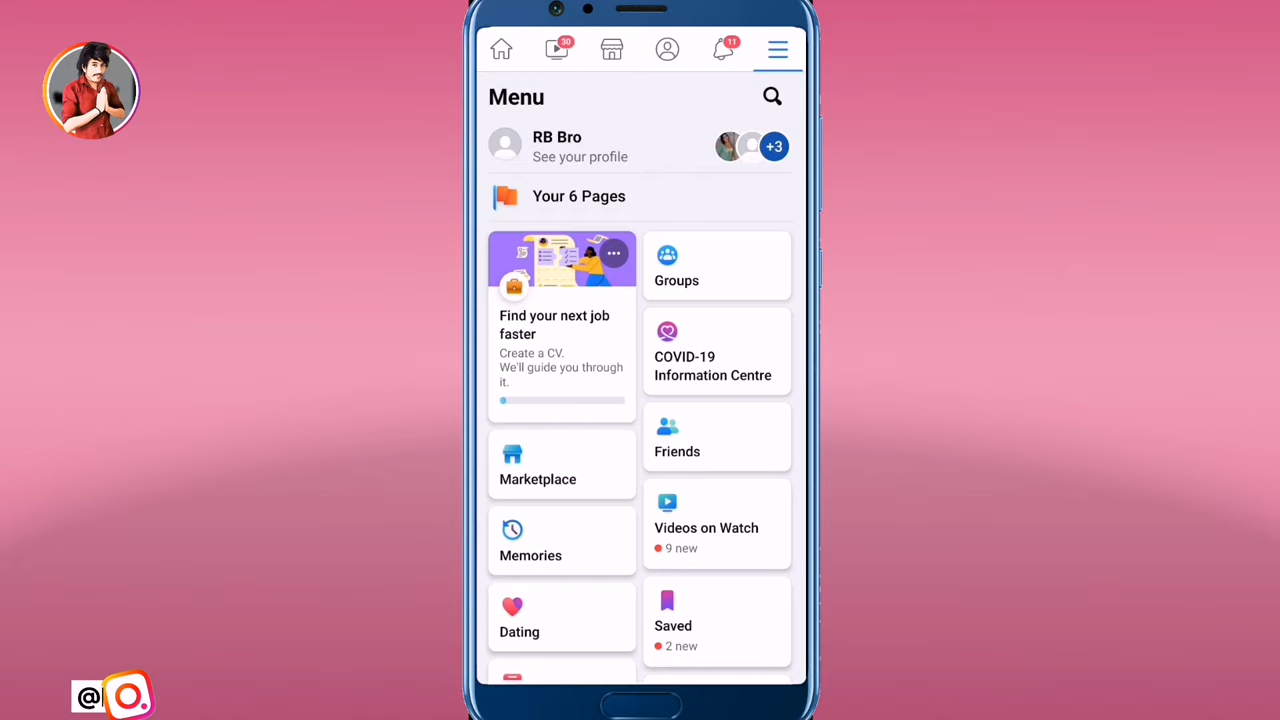 30
11
Menu
RB Bro
See your profile
+3
Your 6 Pages
Find your next job
faster
Create a CV.
We'll guide you through
it.
Groups
COVID-19
Information Centre
Friends
Marketplace
Videos on Watch
9 new
Memories
Saved
2 new
Dating
@